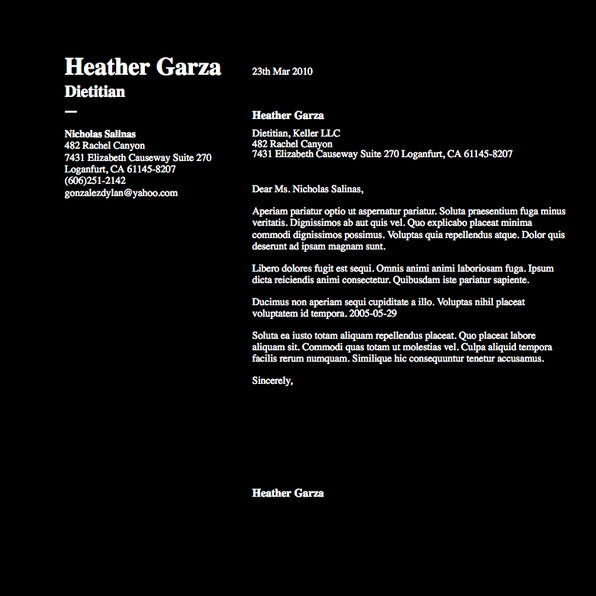 Heather Garza
Dietitian
—
Nicholas Salinas
482 Rachel Canyon
7431 Elizabeth Causeway Suite 270
Loganfurt, CA 61145-8207
(606)251-2142
gonzalezdylan@yahoo.com
23th Mar 2010
Heather Garza
Dietitian, Keller LLC
482 Rachel Canyon
7431 Elizabeth Causeway Suite 270 Loganfurt, CA 61145-8207
Dear Ms. Nicholas Salinas,
Aperiam pariatur optio ut aspernatur pariatur. Soluta praesentium fuga minus
veritatis. Dignissimos ab aut quis vel. Quo explicabo placeat minima
commodi dignissimos possimus. Voluptas quia repellendus atque. Dolor quis
deserunt ad ipsam magnam sunt.
Libero dolores fugit est sequi. Omnis animi animi laboriosam fuga. Ipsum
dicta reiciendis animi consectetur. Quibusdam iste pariatur sapiente.
Ducimus non aperiam sequi cupiditate a illo. Voluptas nihil placeat
voluptatem id tempora. 2005-05-29
Soluta ea iusto totam aliquam repellendus placeat. Quo placeat labore
aliquam sit. Commodi quas totam ut molestias vel. Culpa aliquid tempora
facilis rerum numquam. Similique hic consequuntur tenetur accusamus.
Sincerely,
Heather Garza